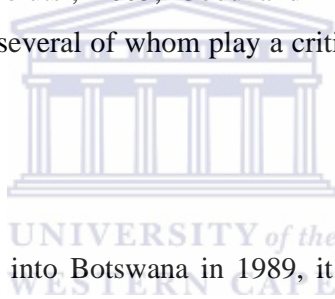 several of whom play a criti
UNIVERSITY of the
into Botswana in 1989, it
WESTERN CAPE